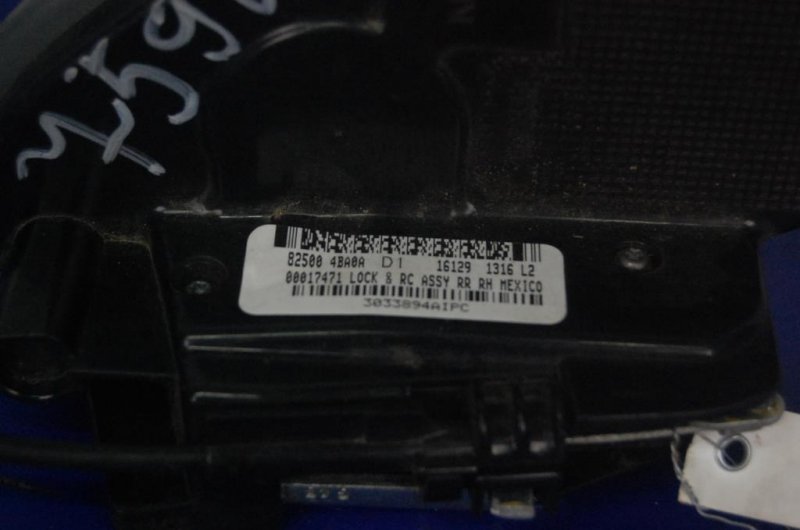 82500 4BA0A D1 16129 1316 L2
00017471 LOCK & RC ASSY RR RH MEXICO
3033894AIPC